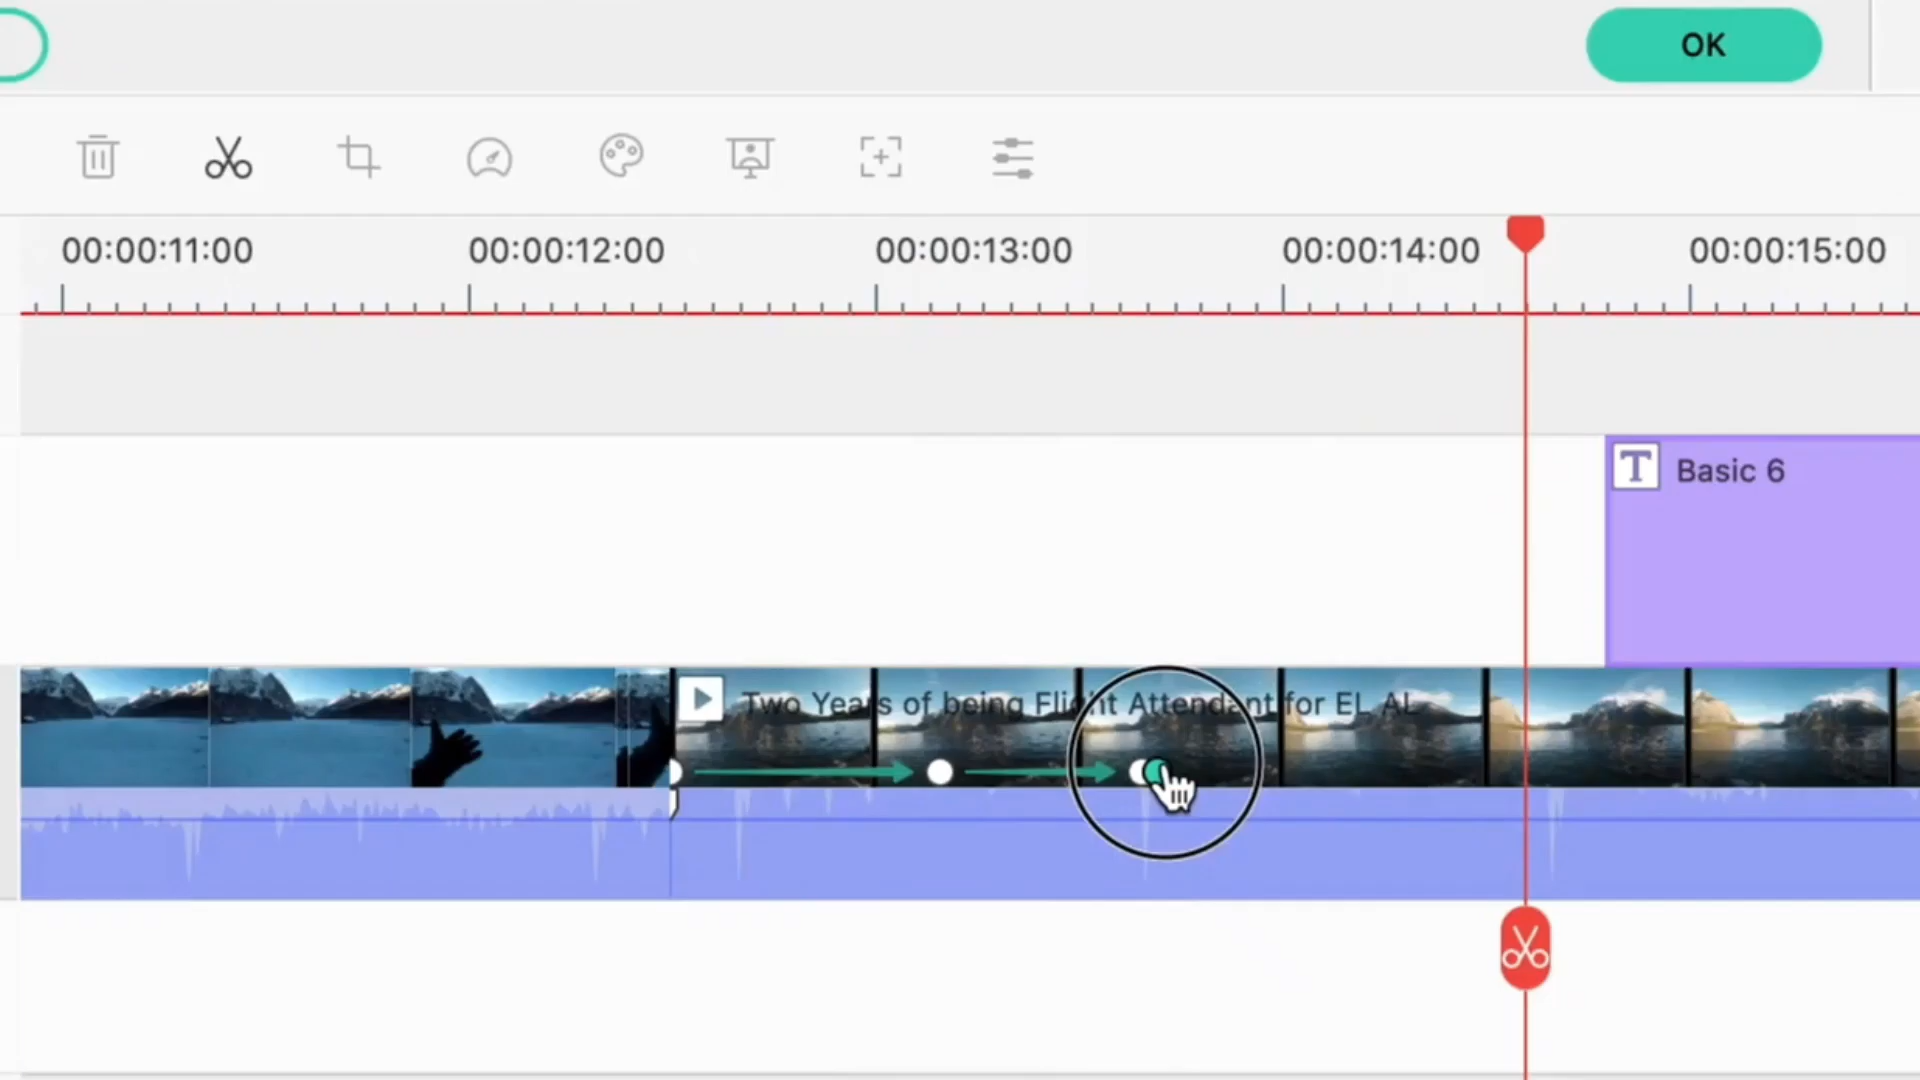 OK
00:00:11:00 00:00:12:00 00:00:13:00 00:00:14:00 00:00:15:00
T Basic 6
Two Years of being Flight Attendant for EL AL